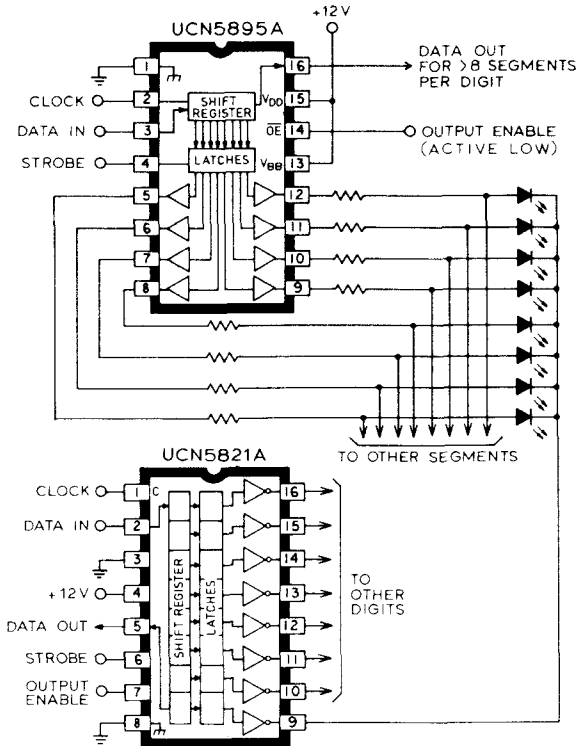 UCN5895A
+12V
1
16
DATA OUT
FOR >8 SEGMENTS
PER DIGIT
CLOCK
2
SHIFT
REGISTER
VDD
15
DATA IN
3
OE
14
OUTPUT ENABLE
(ACTIVE LOW)
STROBE
4
LATCHES
VBB
13
5
12
6
11
7
10
8
9
TO OTHER SEGMENTS
UCN5821A
CLOCK
1
C
16
DATA IN
2
15
3
14
+12V
4
SHIFT REGISTER
LATCHES
13
TO
OTHER
DIGITS
DATA OUT
5
12
STROBE
6
11
OUTPUT
ENABLE
7
10
8
9